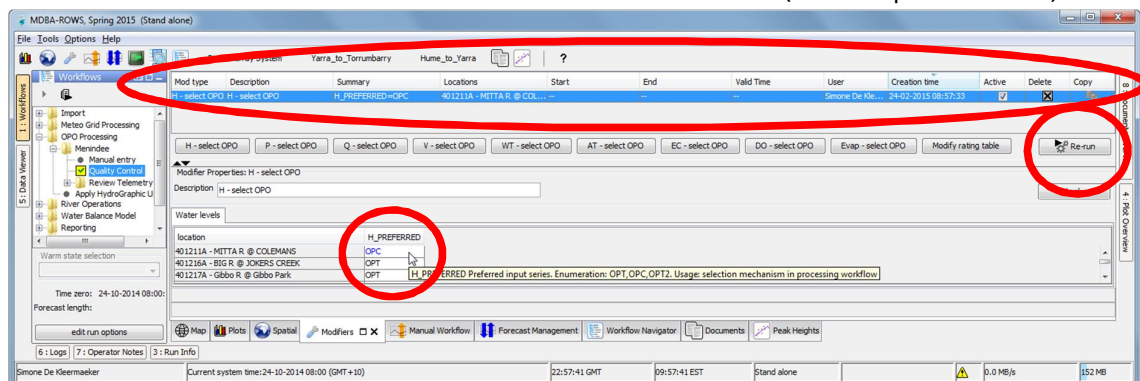 MDBA-ROWS, Spring 2015 (Stand alone)
File Tools Options Help
Yarra_to_Torrumbarry Hume_to_Yarra ?
Workflows
Mod type Description Summary Locations Start End Valid Time User Creation time Active Delete Copy
H - select OPO H - select OPO H_PREFERRED=OPC 401211A - MITTA R @ COL... -- -- -- Simone De Kle... 24-02-2015 08:57:33
1 : Workflows
5 : Data Viewer
Import
Meteo Grid Processing
OPO Processing
Menindee
Manual entry
Quality Control
Review Telemetry
Apply HydroGraphic U
River Operations
Water Balance Model
Reporting
Warm state selection
Time zero: 24-10-2014 08:00:
Forecast length:
edit run options
H - select OPO P - select OPO Q - select OPO V - select OPO WT - select OPO AT - select OPO EC - select OPO DO - select OPO Evap - select OPO Modify rating table Re-run
Modifier Properties: H - select OPO
Description H - select OPO
Water levels
location H_PREFERRED
401211A - MITTA R @ COLEMANS OPC
401216A - BIG R @ JOKERS CREEK OPT
401217A - Gibbo R @ Gibbo Park OPT
H_PREFERRED Preferred input series. Enumeration: OPT,OPC,OPT2. Usage: selection mechanism in processing workflow
4 : Plot Overview
Map Plots Spatial Modifiers Manual Workflow Forecast Management Workflow Navigator Documents Peak Heights
6 : Logs 7 : Operator Notes 3 : Run Info
Simone De Kleermaeker Current system time:24-10-2014 08:00 (GMT+10) 22:57:41 GMT 09:57:41 EST Stand alone 0.0 MB/s 152 MB